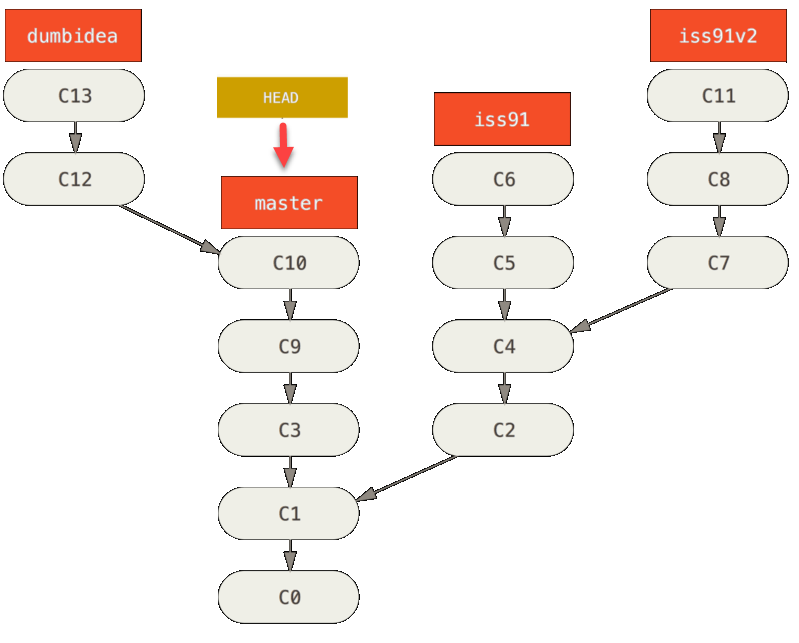 dumbidea
iss91v2
C13
HEAD
C11
iss91
C12
C6
C8
master
C10
C5
C7
C9
C4
C3
C2
C1
C0